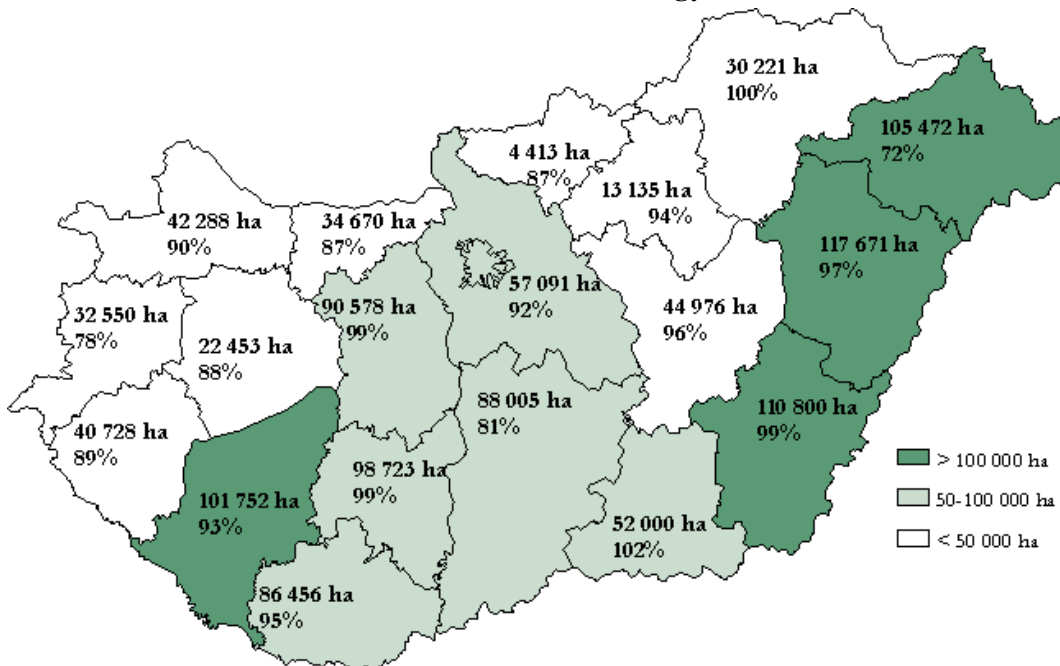 30 221 ha
100%
105 472 ha
72%
4 413 ha
87%
13 135 ha
94%
42 288 ha
90%
34 670 ha
87%
117 671 ha
97%
57 091 ha
92%
90 578 ha
99%
44 976 ha
96%
32 550 ha
78%
22 453 ha
88%
88 005 ha
81%
110 800 ha
99%
40 728 ha
89%
98 723 ha
99%
101 752 ha
93%
52 000 ha
102%
86 456 ha
95%
> 100 000 ha
50-100 000 ha
< 50 000 ha